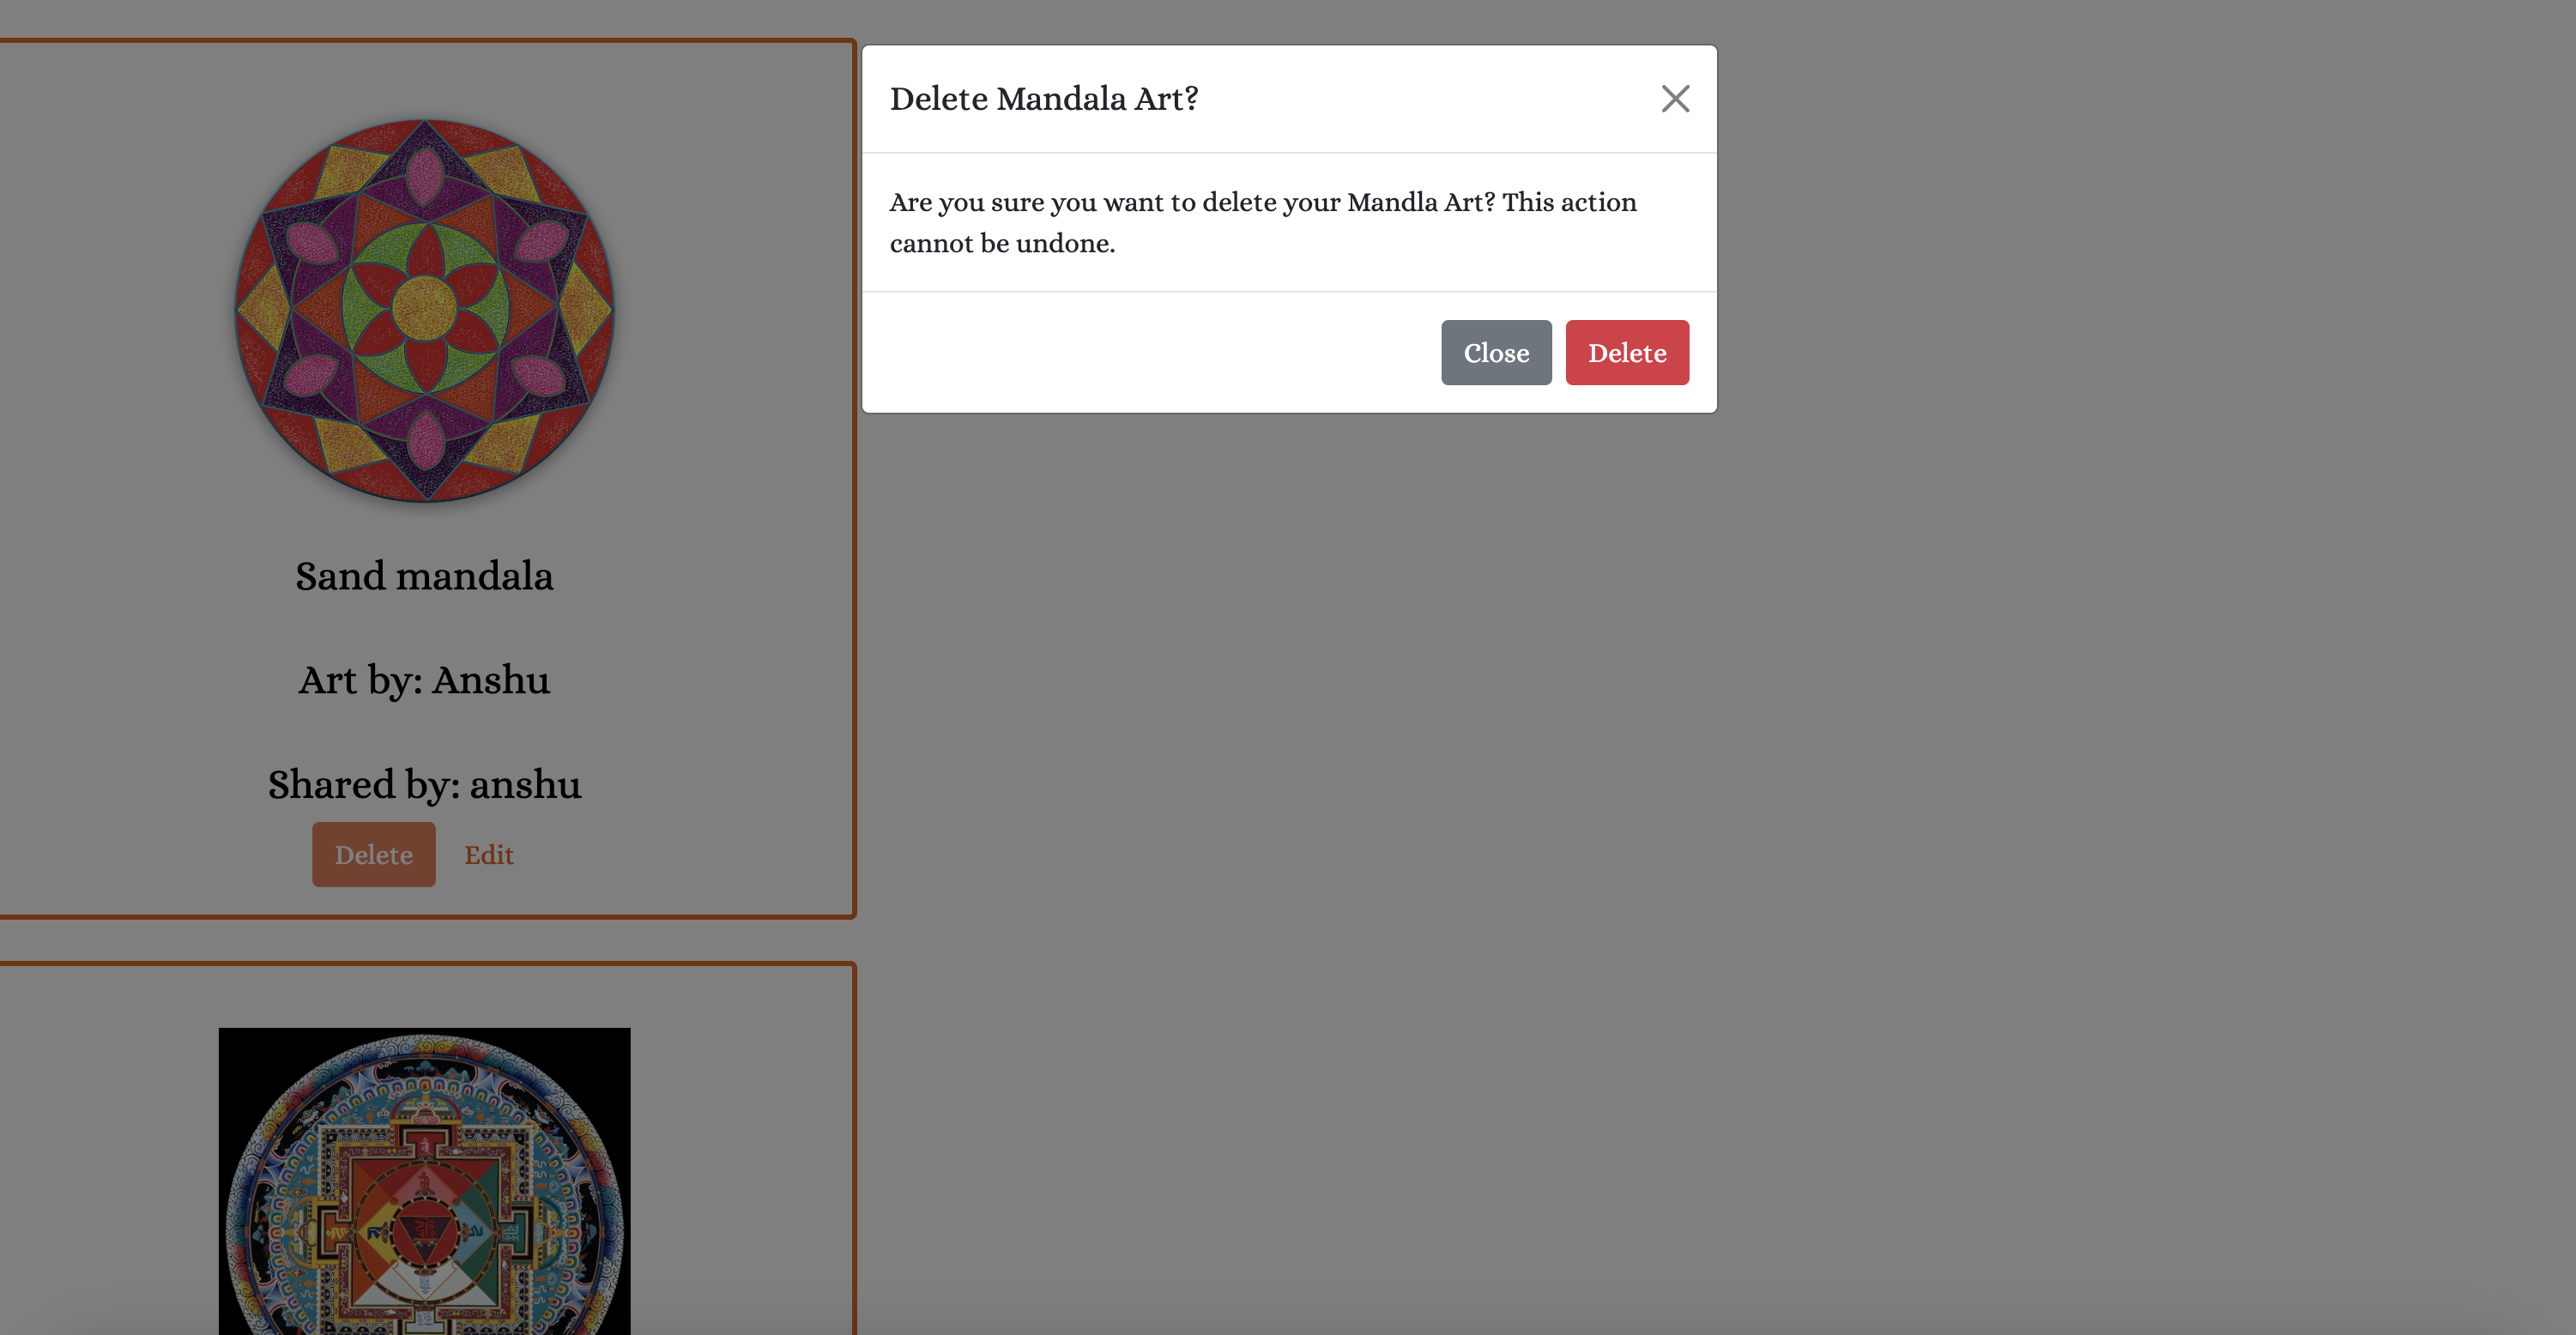 Delete Mandala Art?
Are you sure you want to delete your Mandla Art? This action
cannot be undone.
Close Delete
Sand mandala
Art by: Anshu
Shared by: anshu
Delete Edit